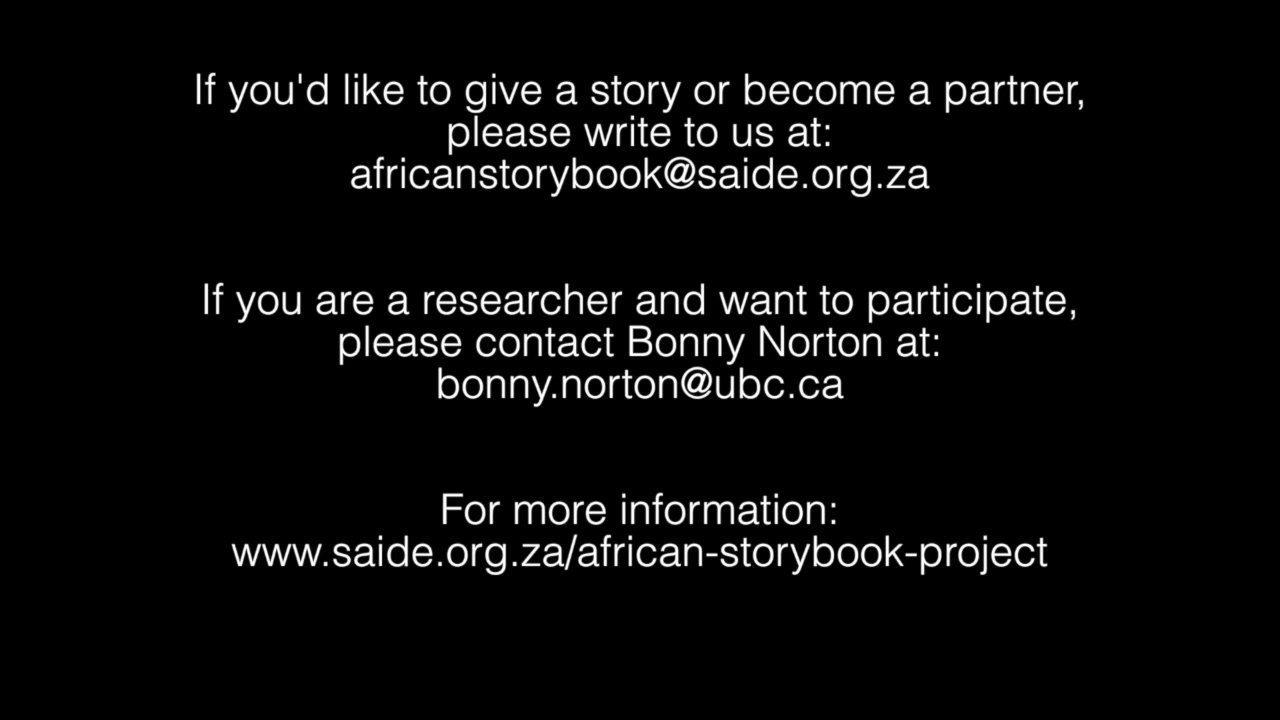 If you'd like to give a story or become a partner,
please write to us at:
africanstorybook@saide.org.za
If you are a researcher and want to participate,
please contact Bonny Norton at:
bonny.norton@ubc.ca
For more information:
www.saide.org.za/african-storybook-project